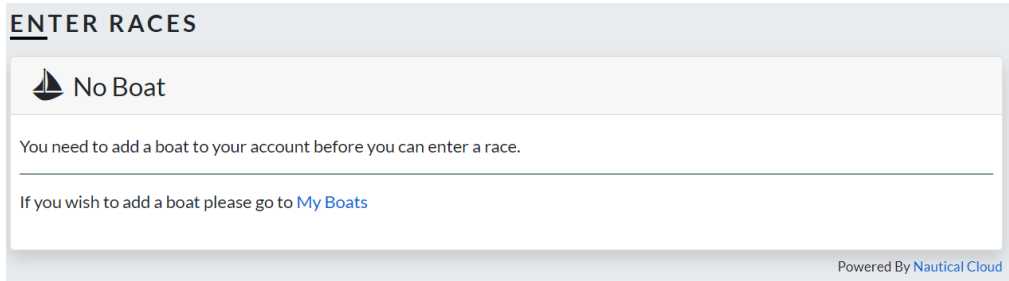 ENTER RACES
No Boat
You need to add a boat to your account before you can enter a race.
If you wish to add a boat please go to My Boats
Powered By Nautical Cloud